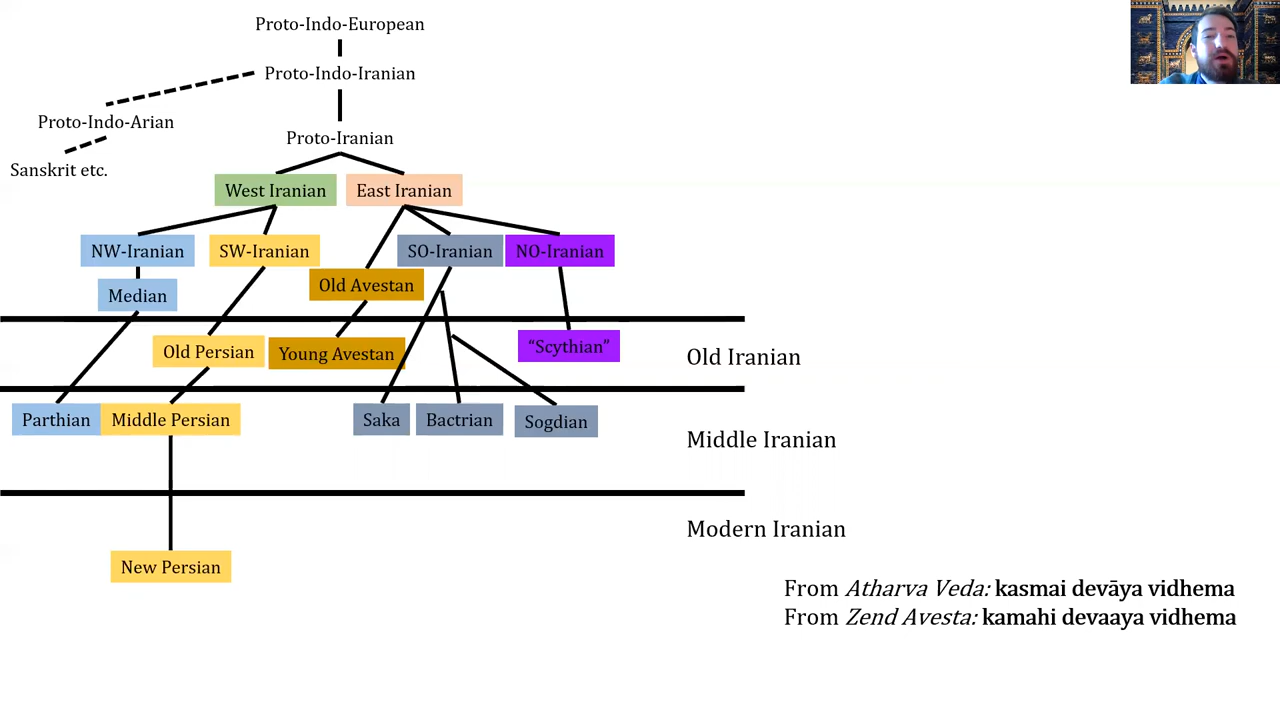 Proto-Indo-European
Proto-Indo-Iranian
Proto-Indo-Arian
Proto-Iranian
Sanskrit etc.
West Iranian
East Iranian
NW-Iranian
SW-Iranian
SO-Iranian
NO-Iranian
Old Avestan
Median
Old Persian
Young Avestan
“Scythian”
Old Iranian
Parthian
Middle Persian
Saka
Bactrian
Sogdian
Middle Iranian
Modern Iranian
New Persian
From Atharva Veda: kasmai devāya vidhema
From Zend Avesta: kamahi devaaya vidhema